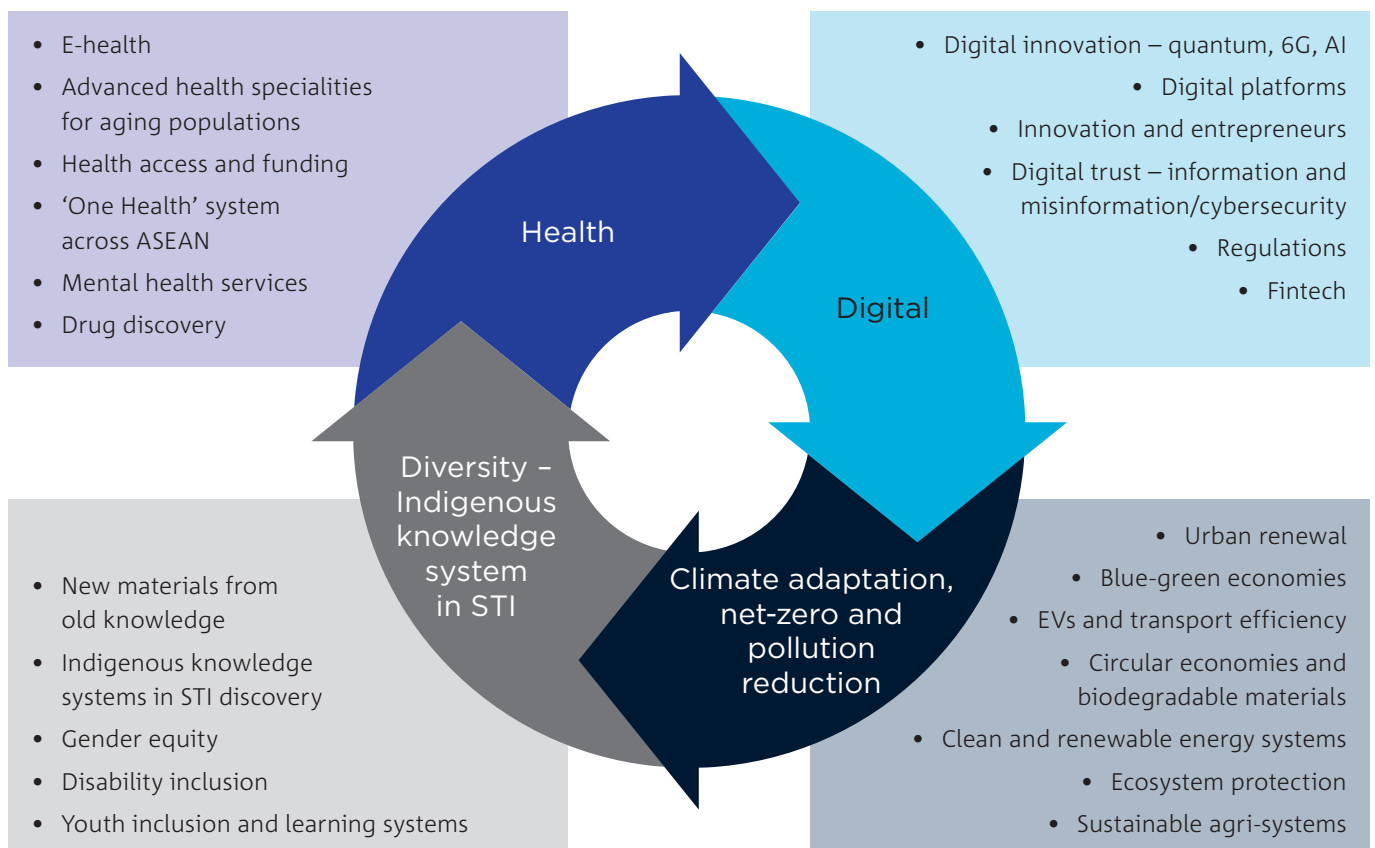 • E-health
• Advanced health specialities
for aging populations
• Health access and funding
• ‘One Health’ system
across ASEAN
• Mental health services
• Drug discovery
• Digital innovation – quantum, 6G, AI
• Digital platforms
• Innovation and entrepreneurs
• Digital trust – information and
misinformation/cybersecurity
• Regulations
• Fintech
Health
Digital
Diversity –
Indigenous
knowledge
system
in STI
Climate adaptation,
net-zero and
pollution
reduction
• New materials from
old knowledge
• Indigenous knowledge
systems in STI discovery
• Gender equity
• Disability inclusion
• Youth inclusion and learning systems
• Urban renewal
• Blue-green economies
• EVs and transport efficiency
• Circular economies and
biodegradable materials
• Clean and renewable energy systems
• Ecosystem protection
• Sustainable agri-systems